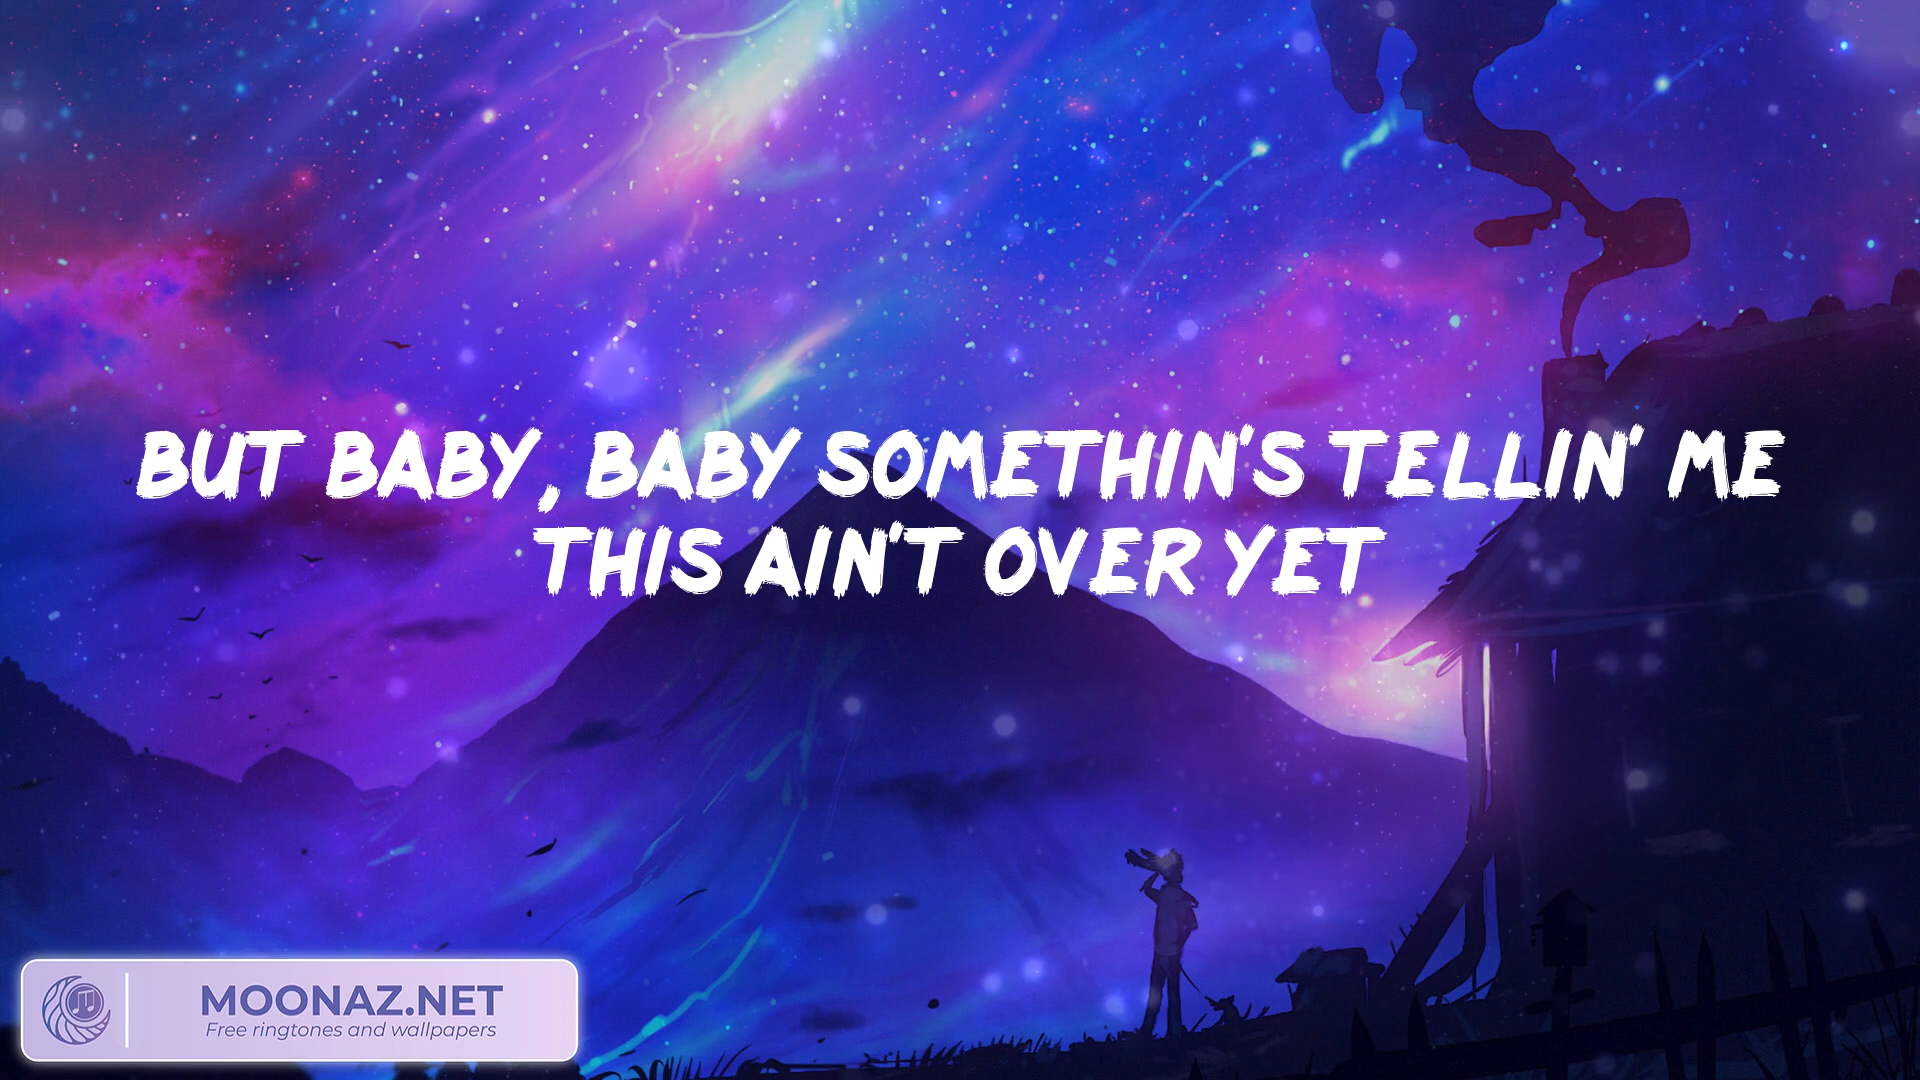 BUT BABY, BABY SOMETHIN'S TELLIN' ME
THIS AIN'T OVER YET
MOONAZ.NET
Free ringtones and wallpapers